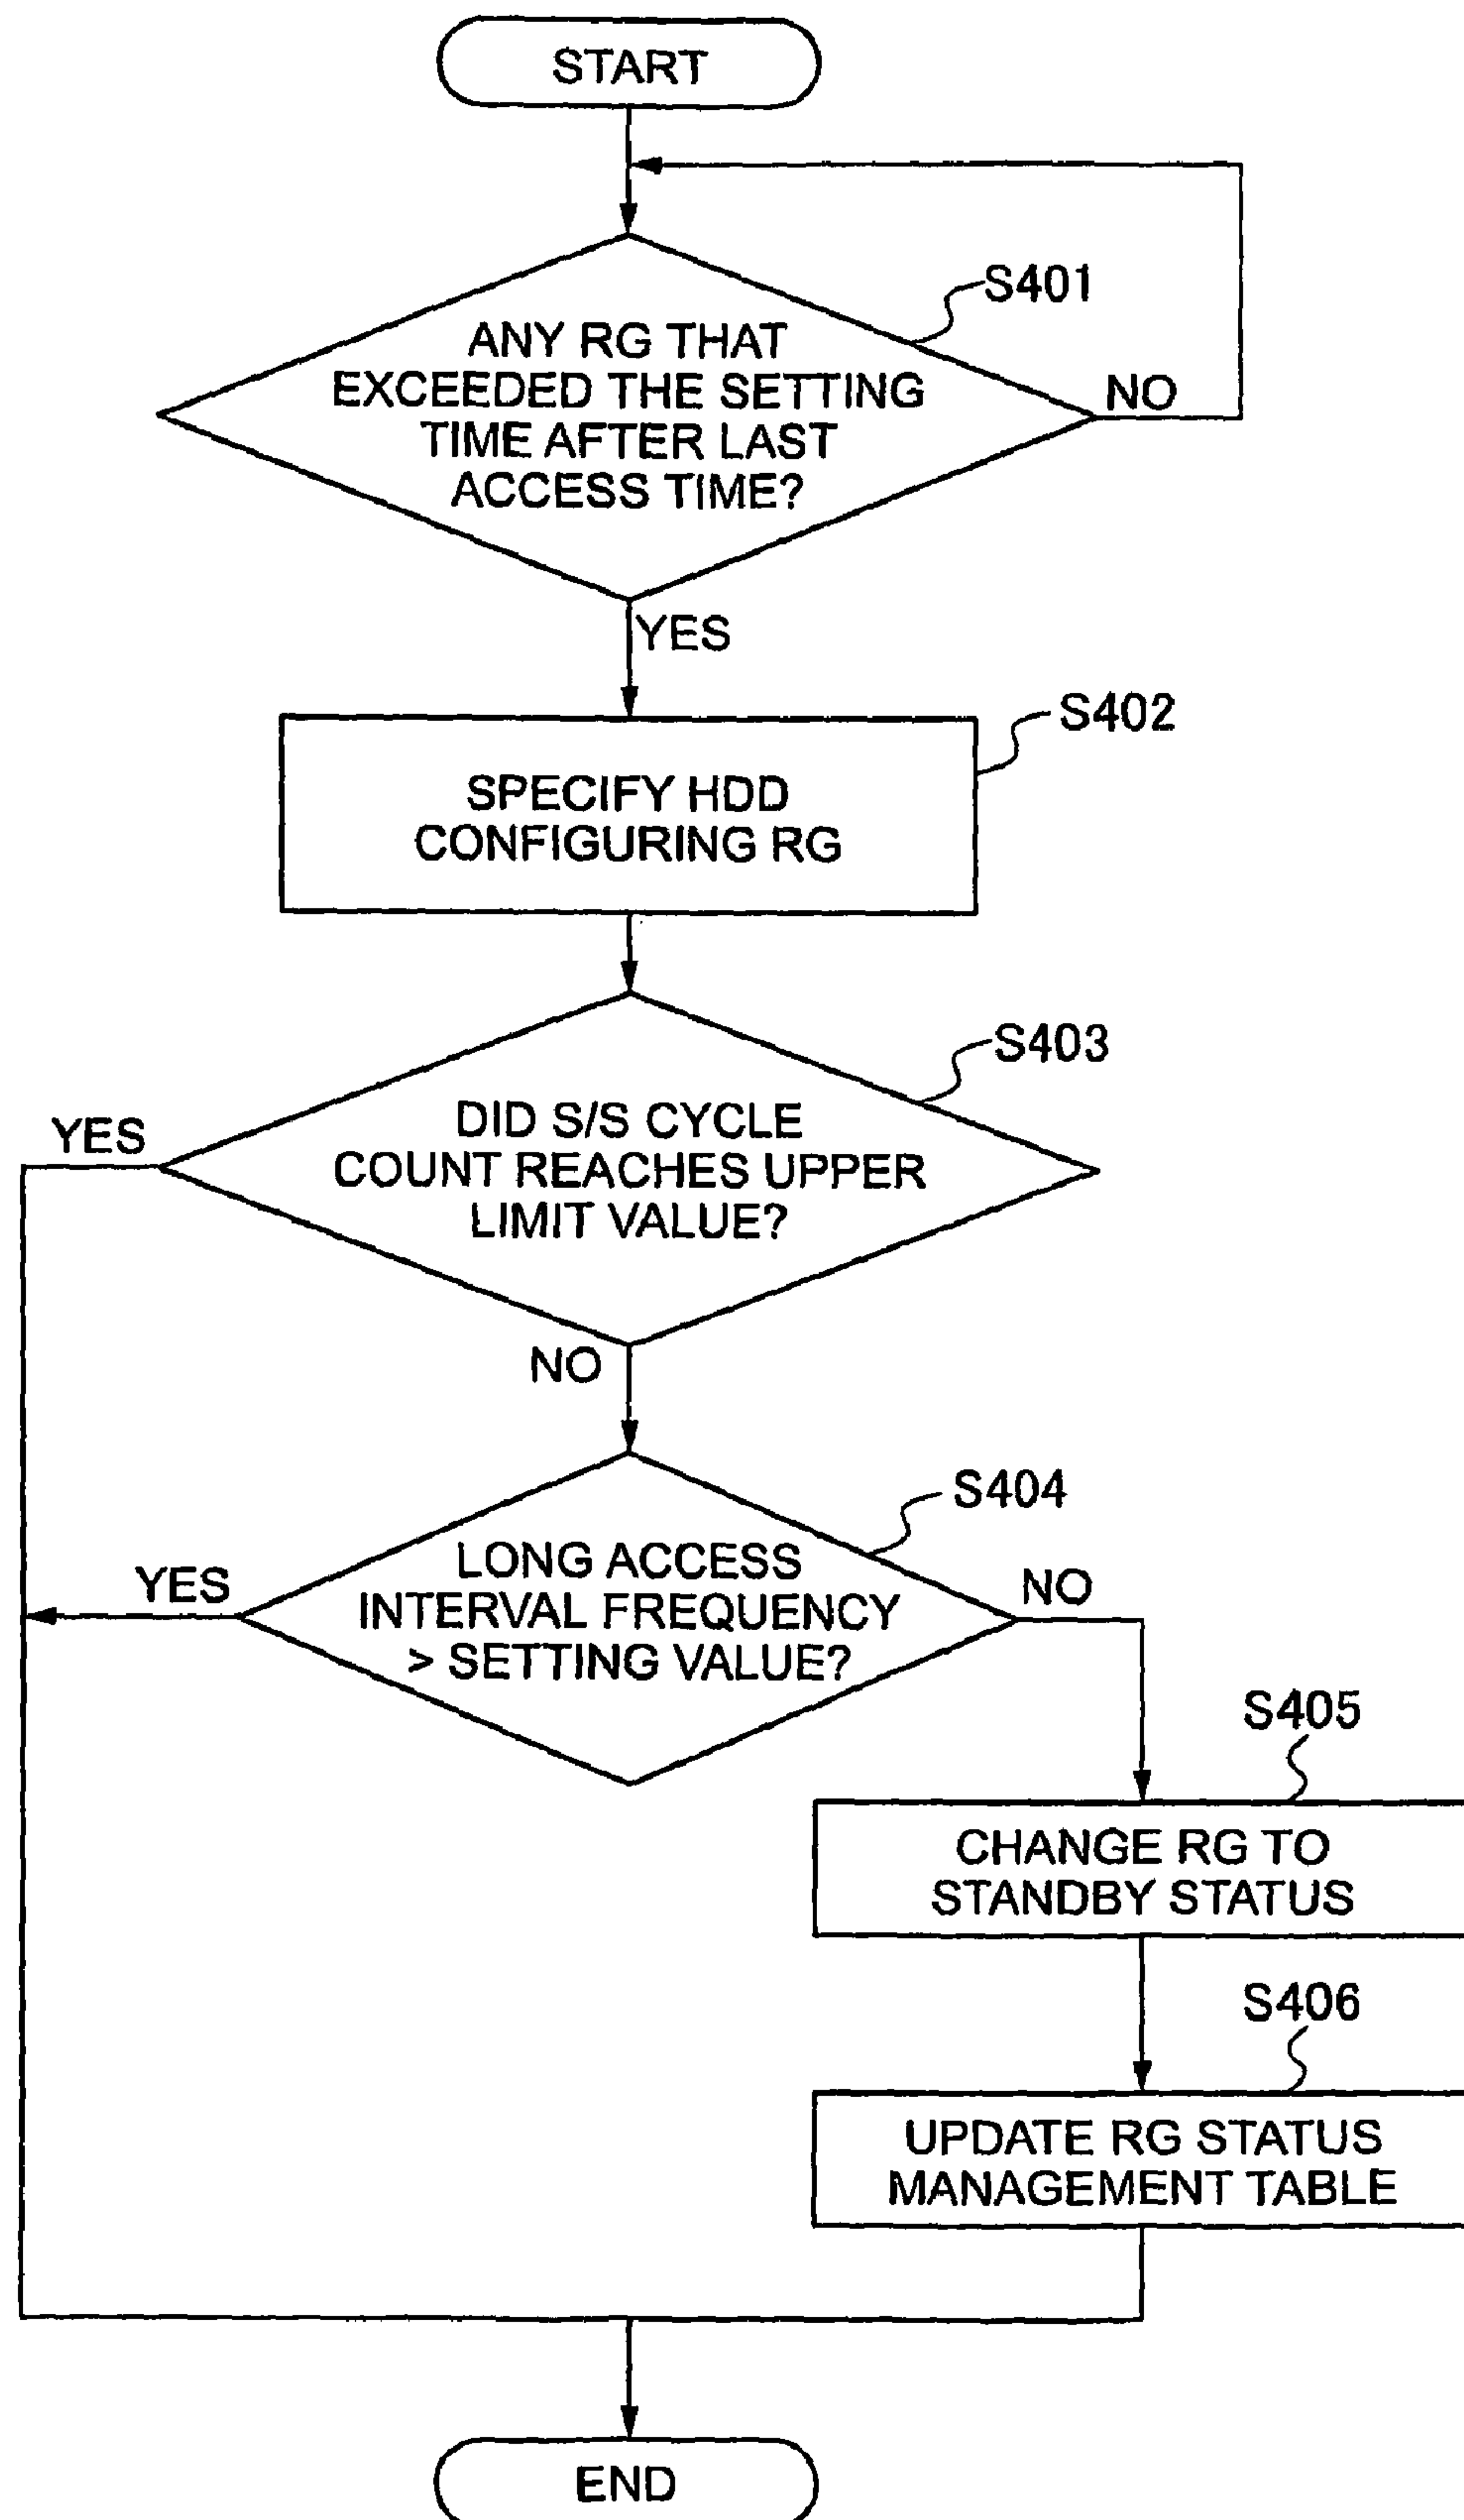 START
S401
ANY RG THAT
EXCEEDED THE SETTING
TIME AFTER LAST
ACCESS TIME?
NO
YES
S402
SPECIFY HDD
CONFIGURING RG
S403
DID S/S CYCLE
COUNT REACHES UPPER
LIMIT VALUE?
YES
NO
S404
LONG ACCESS
INTERVAL FREQUENCY
> SETTING VALUE?
YES
NO
S405
CHANGE RG TO
STANDBY STATUS
S406
UPDATE RG STATUS
MANAGEMENT TABLE
END